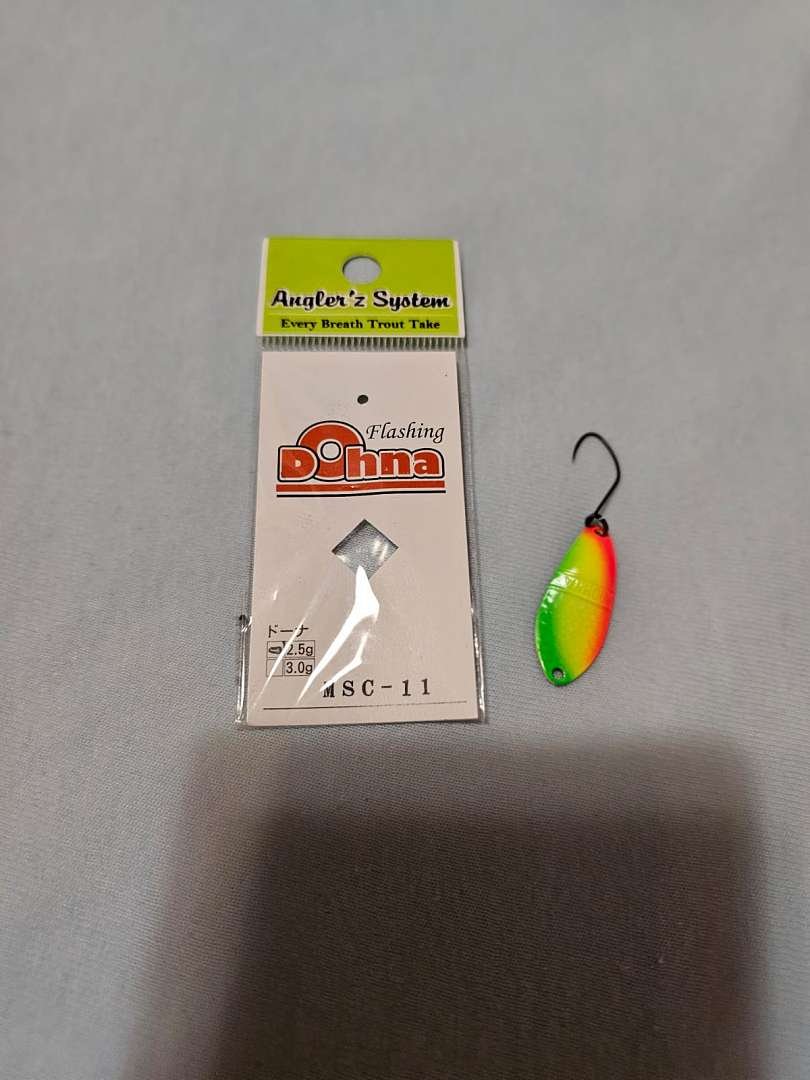 Angler'z System
Every Breath Trout Take
Flashing
Dohna
ドーナ
2.5g
3.0g
MSC-11